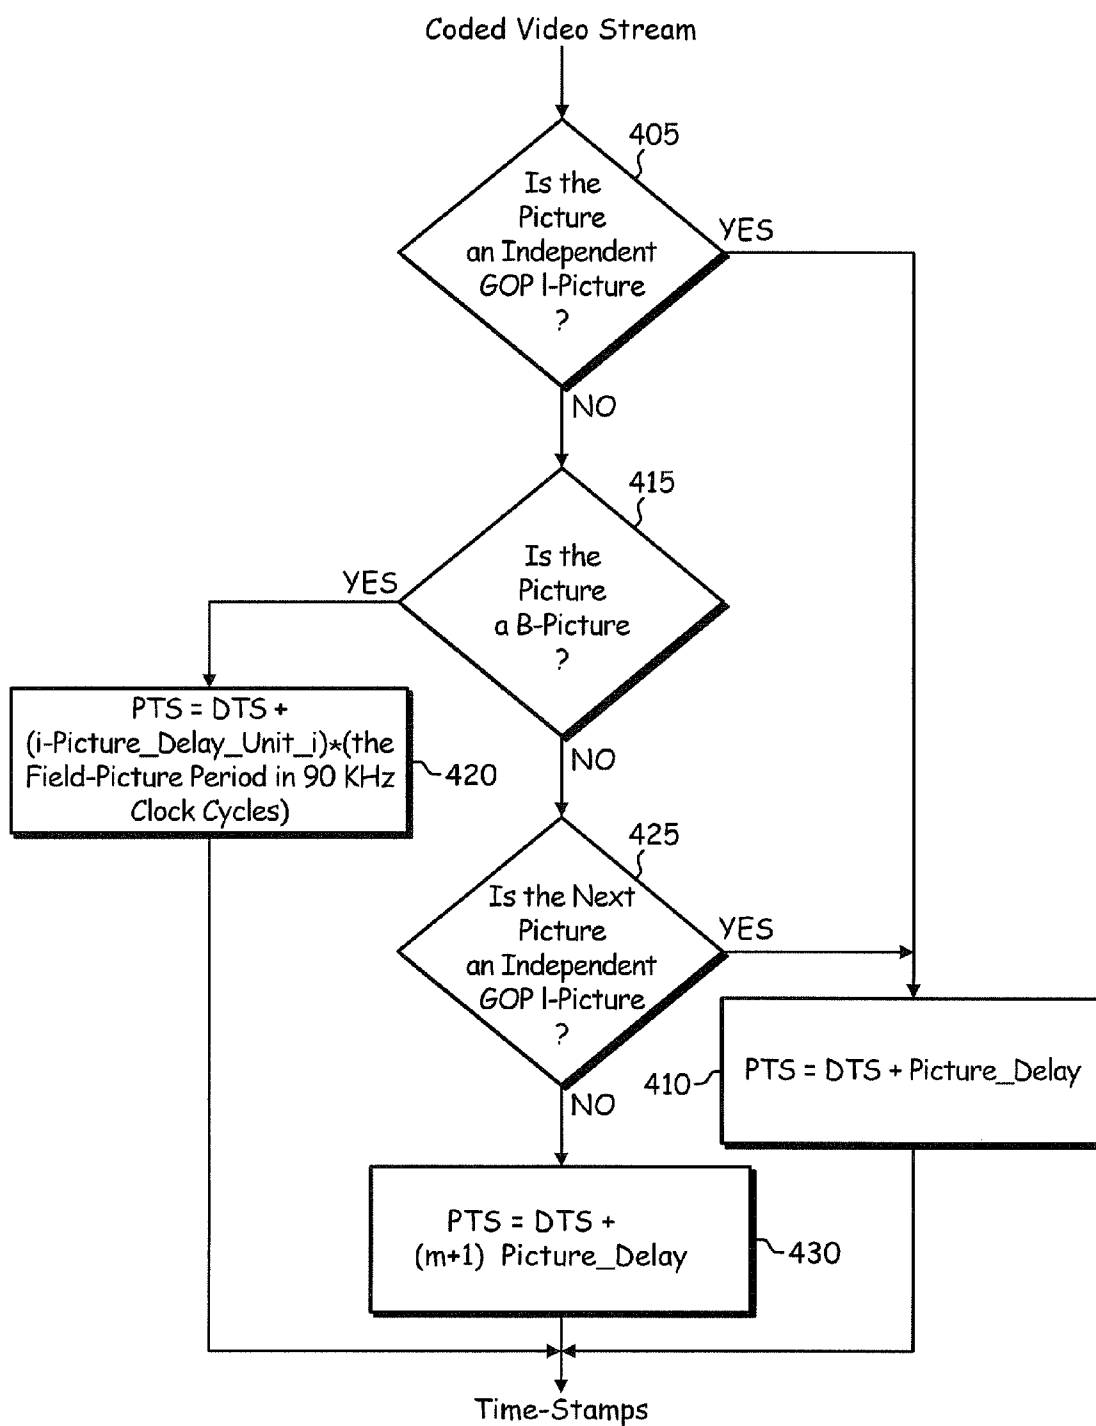 Coded Video Stream
405
Is the
Picture
an Independent
GOP I-Picture
?
YES
NO
415
Is the
Picture
a B-Picture
?
YES
NO
PTS = DTS +
(i-Picture_Delay_Unit_i)*(the
Field-Picture Period in 90 KHz
Clock Cycles)
420
425
Is the Next
Picture
an Independent
GOP I-Picture
?
YES
NO
410
PTS = DTS + Picture_Delay
PTS = DTS +
(m+1) Picture_Delay
430
Time-Stamps